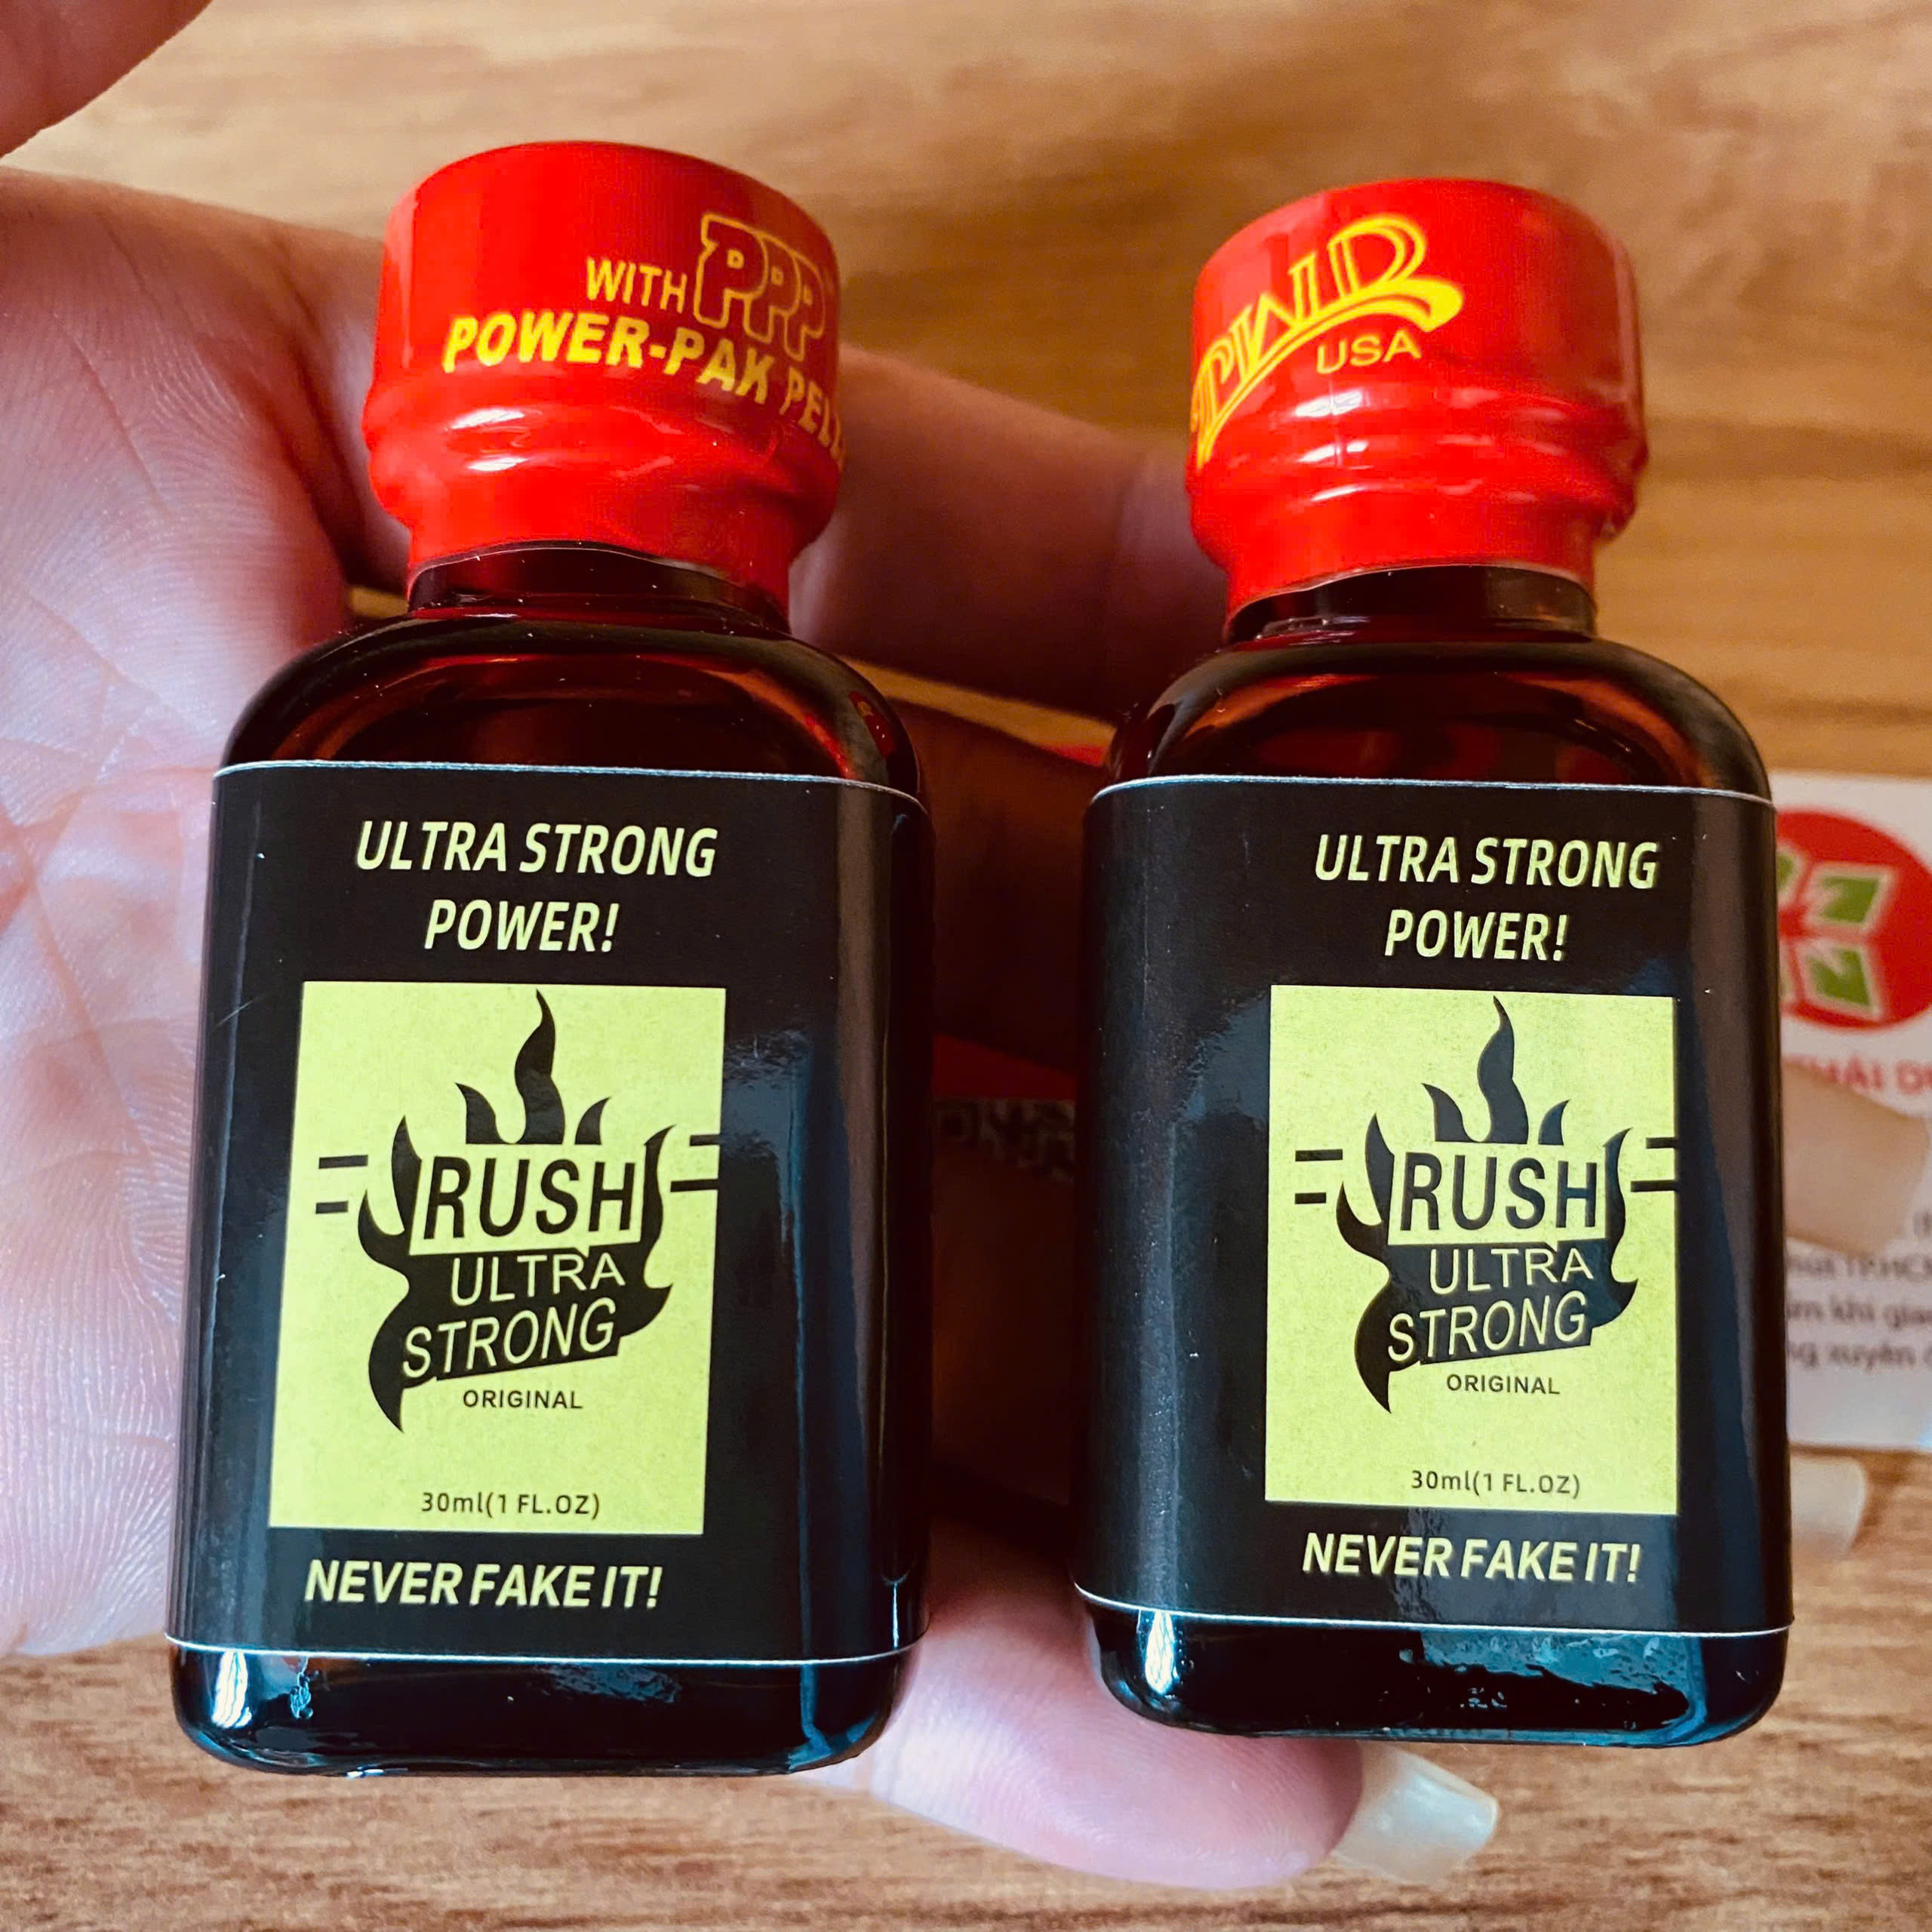 WITH PPP
POWER-PAK
ULTRA STRONG
POWER!
RUSH
ULTRA
STRONG
ORIGINAL
30ml(1 FL.OZ)
NEVER FAKE IT!
PWD
USA
ULTRA STRONG
POWER!
RUSH
ULTRA
STRONG
ORIGINAL
30ml(1 FL.OZ)
NEVER FAKE IT!